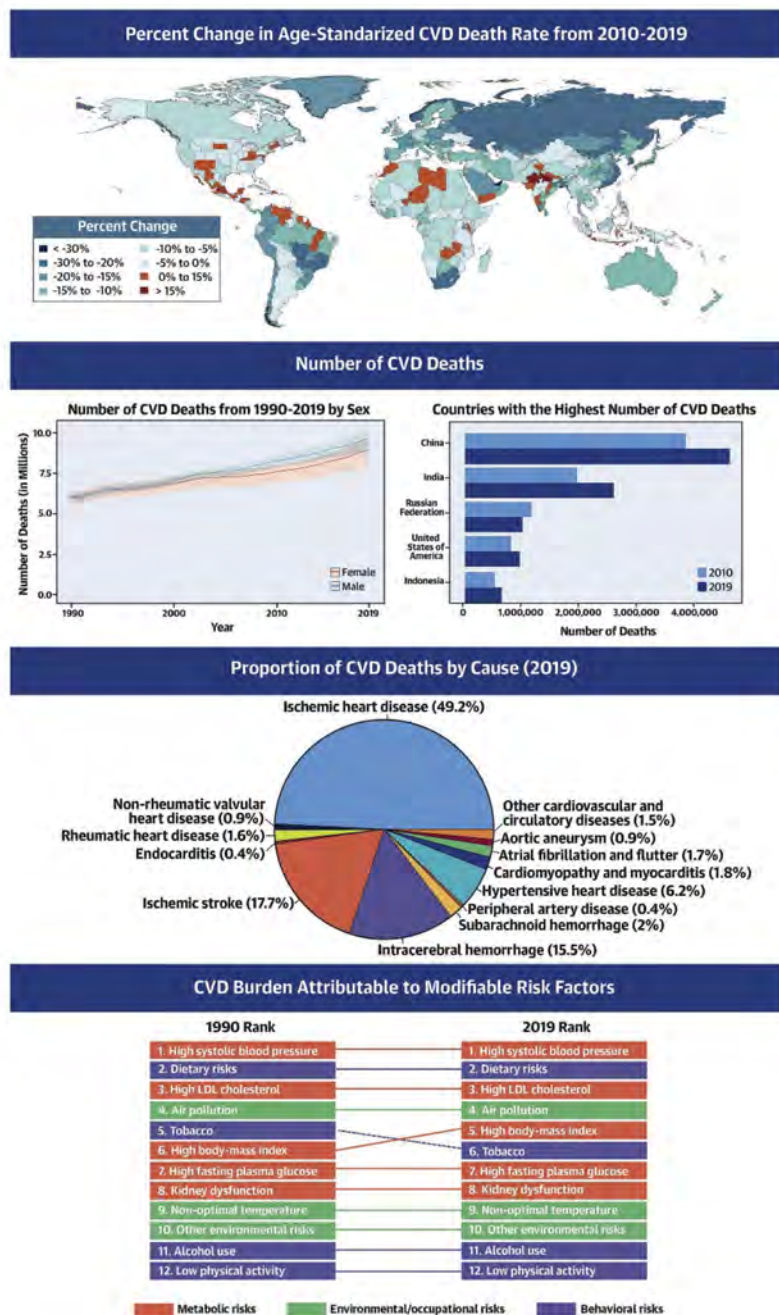 Percent Change in Age-Standarized CVD Death Rate from 2010-2019
Percent Change
< -30%
-30% to -20%
-20% to -15%
-15% to -10%
-10% to -5%
-5% to 0%
0% to 15%
> 15%
Number of CVD Deaths
Number of CVD Deaths from 1990-2019 by Sex
Number of Deaths (in Millions)
10.0
7.5
5.0
2.5
0.0
1990
2000
2010
2019
Year
Female
Male
Countries with the Highest Number of CVD Deaths
China
India
Russian
Federation
United
States of
America
Indonesia
0
1,000,000
2,000,000
3,000,000
4,000,000
Number of Deaths
2010
2019
Proportion of CVD Deaths by Cause (2019)
Ischemic heart disease (49.2%)
Non-rheumatic valvular
heart disease (0.9%)
Rheumatic heart disease (1.6%)
Endocarditis (0.4%)
Ischemic stroke (17.7%)
Intracerebral hemorrhage (15.5%)
Other cardiovascular and
circulatory diseases (1.5%)
Aortic aneurysm (0.9%)
Atrial fibrillation and flutter (1.7%)
Cardiomyopathy and myocarditis (1.8%)
Hypertensive heart disease (6.2%)
Peripheral artery disease (0.4%)
Subarachnoid hemorrhage (2%)
CVD Burden Attributable to Modifiable Risk Factors
1990 Rank
1. High systolic blood pressure
2. Dietary risks
3. High LDL cholesterol
4. Air pollution
5. Tobacco
6. High body-mass index
7. High fasting plasma glucose
8. Kidney dysfunction
9. Non-optimal temperature
10. Other environmental risks
11. Alcohol use
12. Low physical activity
2019 Rank
1. High systolic blood pressure
2. Dietary risks
3. High LDL cholesterol
4. Air pollution
5. High body-mass index
6. Tobacco
7. High fasting plasma glucose
8. Kidney dysfunction
9. Non-optimal temperature
10. Other environmental risks
11. Alcohol use
12. Low physical activity
Metabolic risks
Environmental/occupational risks
Behavioral risks